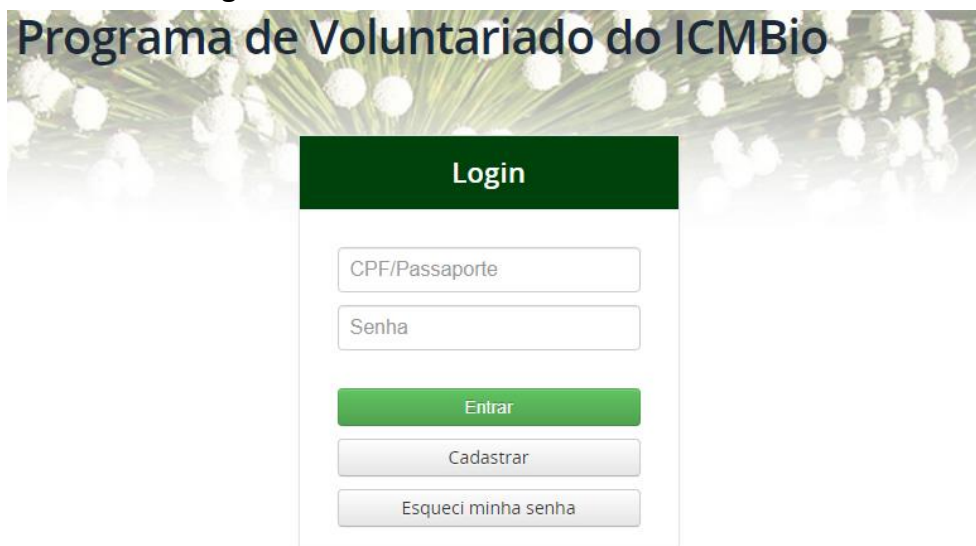 Programa de Voluntariado do ICMBio
Login
CPF/Passaporte
Senha
Entrar
Cadastrar
Esqueci minha senha